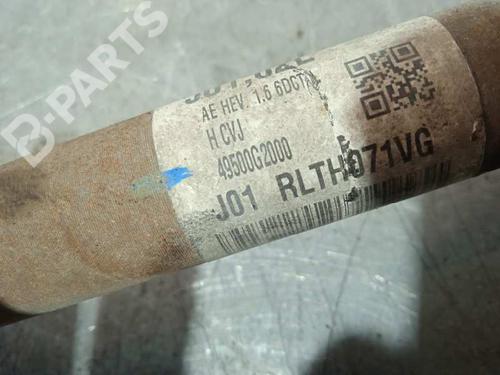 B-PARTS
AE HEV 1.6 6DCT
H CVJ
49500G2000
J01 RLTH071VG